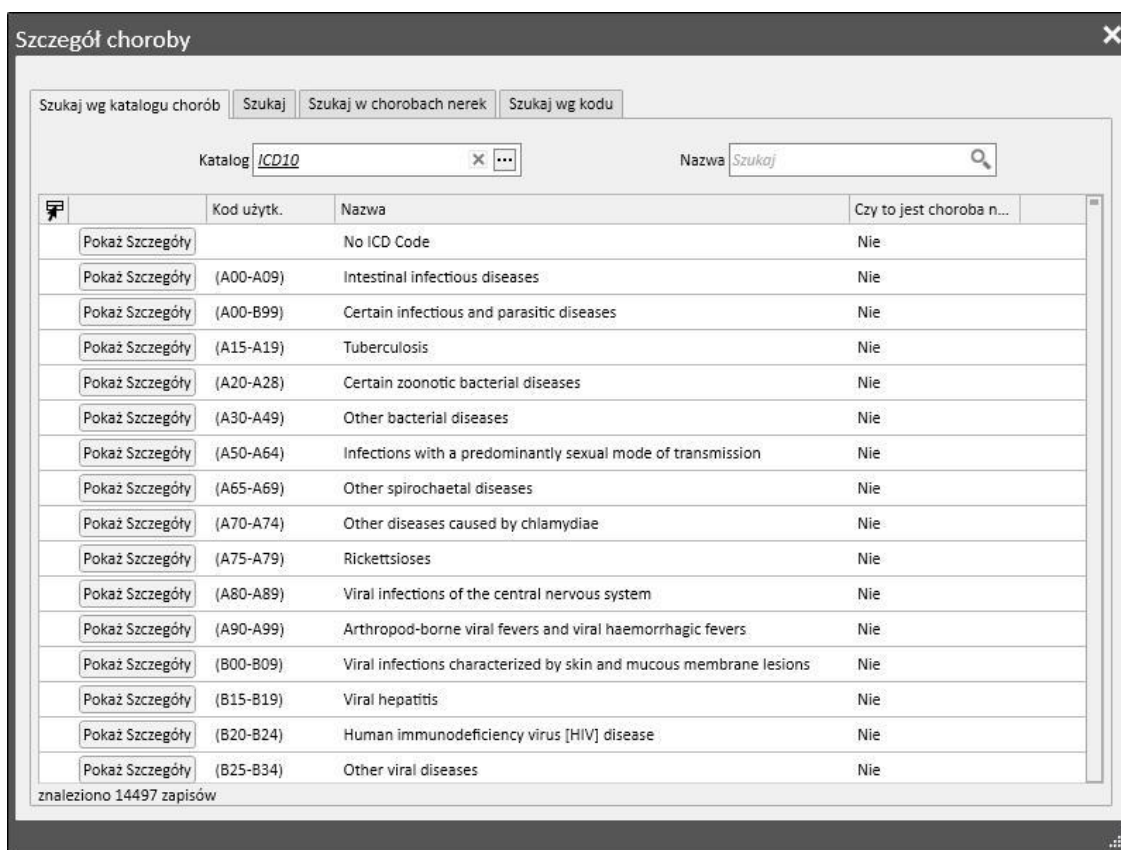 Szczegół choroby
Szukaj wg katalogu chorób Szukaj Szukaj w chorobach nerek Szukaj wg kodu
Katalog ICD10 Nazwa Szukaj
Kod użytk. Nazwa Czy to jest choroba n...
Pokaż Szczegóły No ICD Code Nie
Pokaż Szczegóły (A00-A09) Intestinal infectious diseases Nie
Pokaż Szczegóły (A00-B99) Certain infectious and parasitic diseases Nie
Pokaż Szczegóły (A15-A19) Tuberculosis Nie
Pokaż Szczegóły (A20-A28) Certain zoonotic bacterial diseases Nie
Pokaż Szczegóły (A30-A49) Other bacterial diseases Nie
Pokaż Szczegóły (A50-A64) Infections with a predominantly sexual mode of transmission Nie
Pokaż Szczegóły (A65-A69) Other spirochaetal diseases Nie
Pokaż Szczegóły (A70-A74) Other diseases caused by chlamydiae Nie
Pokaż Szczegóły (A75-A79) Rickettsioses Nie
Pokaż Szczegóły (A80-A89) Viral infections of the central nervous system Nie
Pokaż Szczegóły (A90-A99) Arthropod-borne viral fevers and viral haemorrhagic fevers Nie
Pokaż Szczegóły (B00-B09) Viral infections characterized by skin and mucous membrane lesions Nie
Pokaż Szczegóły (B15-B19) Viral hepatitis Nie
Pokaż Szczegóły (B20-B24) Human immunodeficiency virus [HIV] disease Nie
Pokaż Szczegóły (B25-B34) Other viral diseases Nie
znaleziono 14497 zapisów